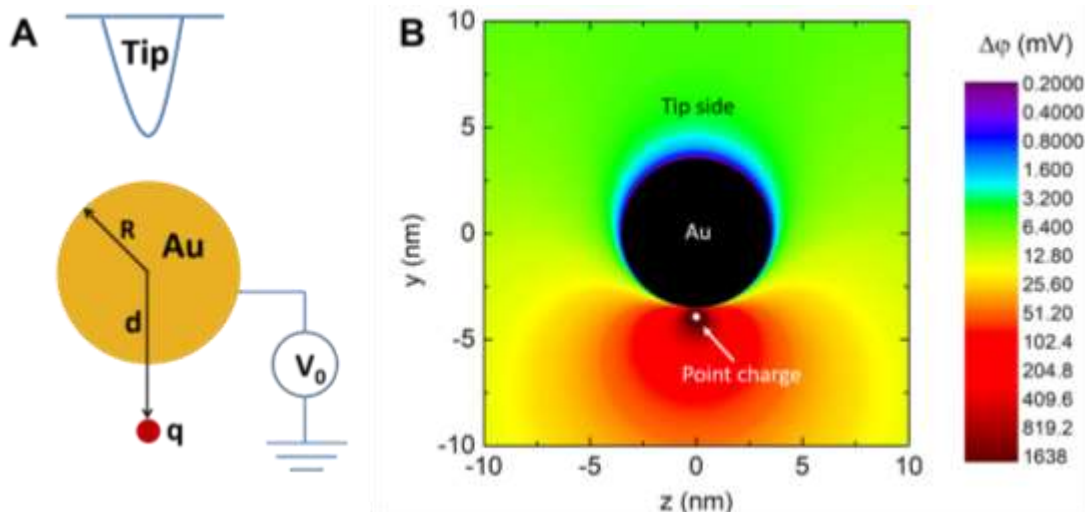 A
Tip
R
Au
d
V₀
q
B
10
5
0
-5
-10
y (nm)
Tip side
Au
Point charge
-10
-5
0
5
10
z (nm)
Δφ (mV)
0.2000
0.4000
0.8000
1.600
3.200
6.400
12.80
25.60
51.20
102.4
204.8
409.6
819.2
1638